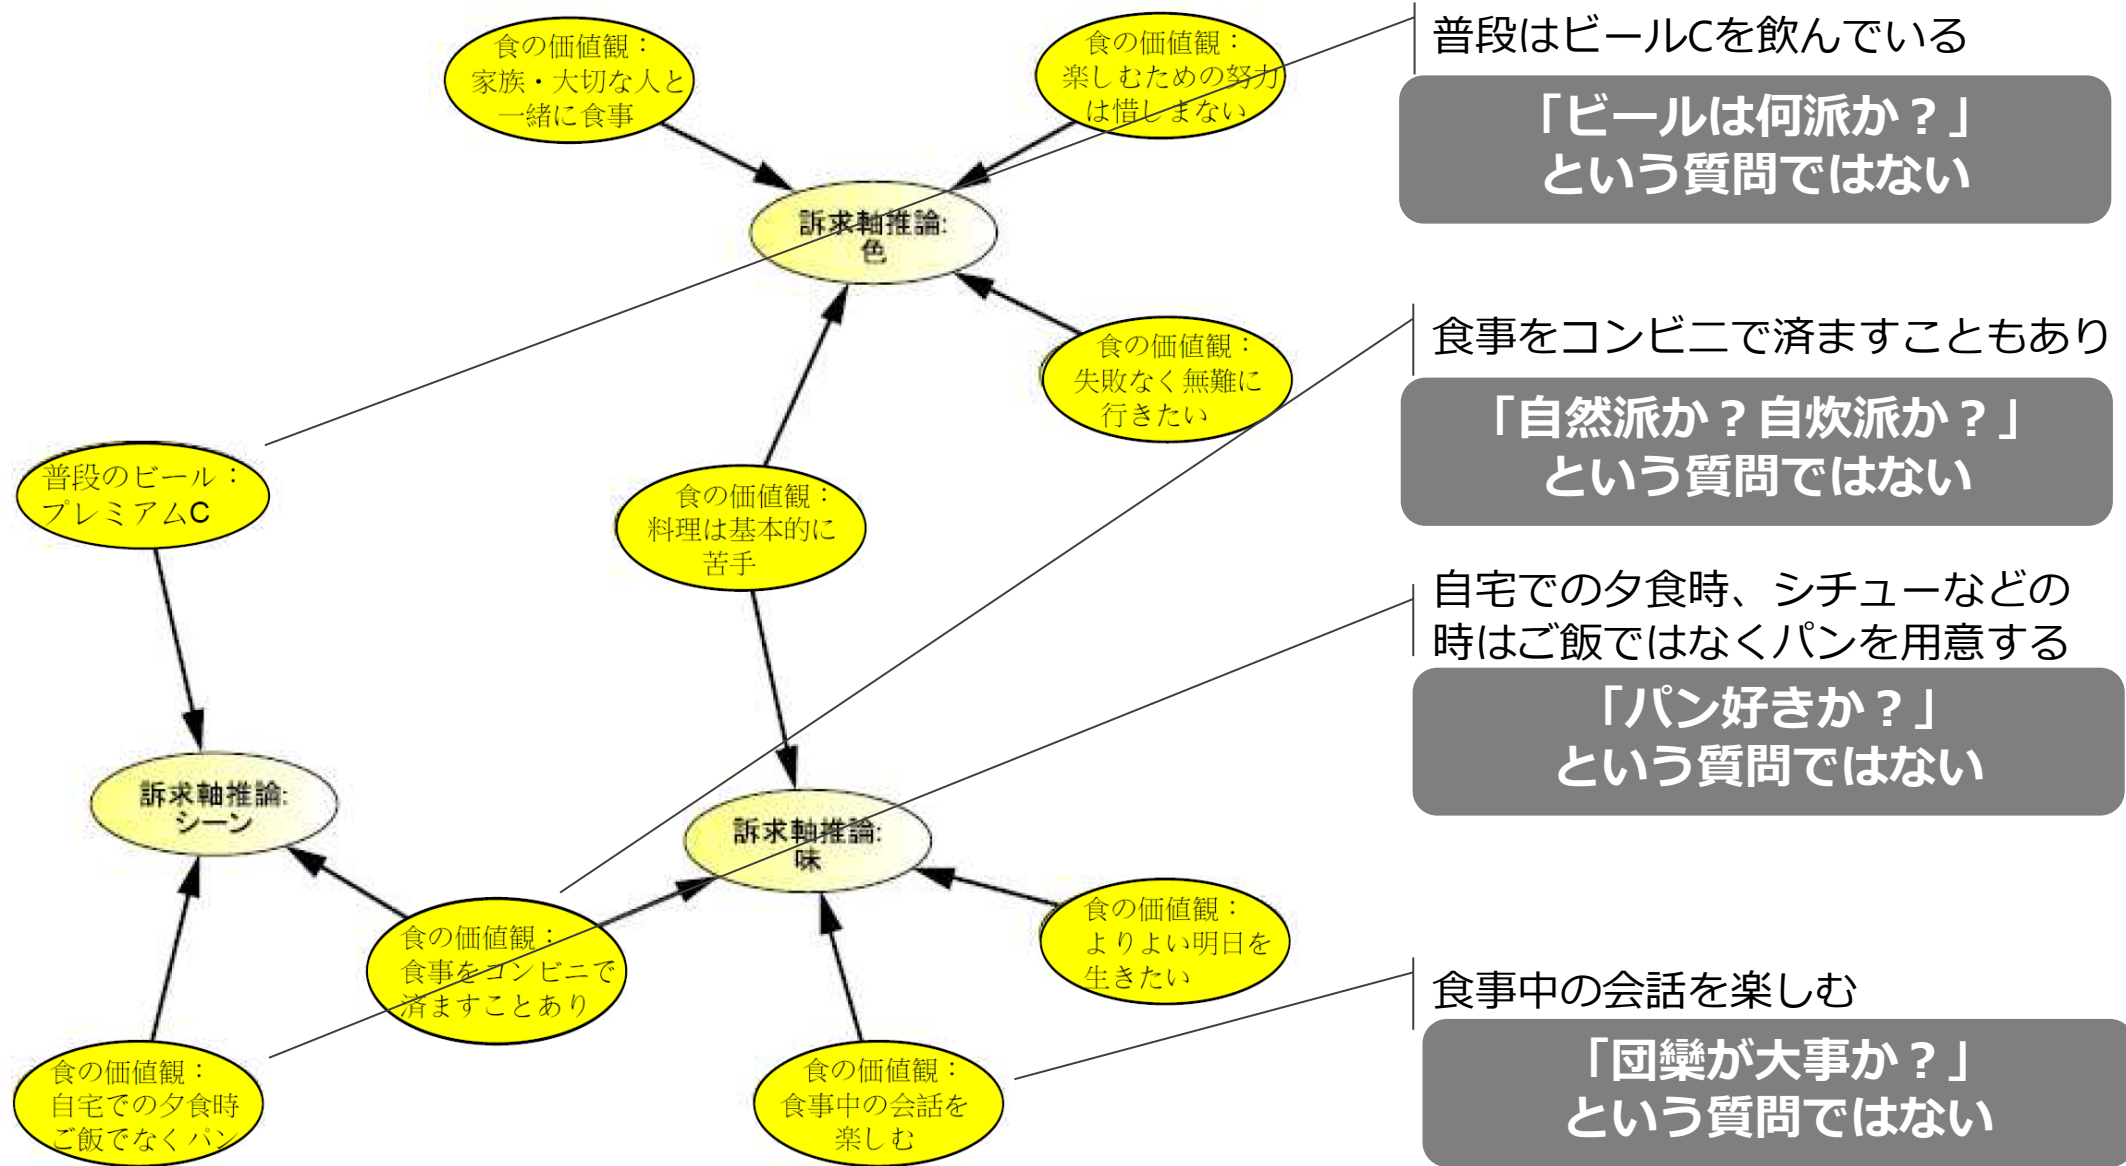 食の価値観：
家族・大切な人と
一緒に食事
食の価値観：
楽しむための努力
は惜しまない
訴求軸推論:
色
食の価値観：
失敗なく無難に
行きたい
普段のビール：
プレミアムC
食の価値観：
料理は基本的に
苦手
訴求軸推論:
シーン
訴求軸推論:
味
食の価値観：
食事をコンビニで
済ますことあり
食の価値観：
よりよい明日を
生きたい
食の価値観：
自宅での夕食時
ご飯でなくパン
食の価値観：
食事中の会話を
楽しむ
普段はビールCを飲んでいる
「ビールは何派か？」
という質問ではない
食事をコンビニで済ますこともあり
「自然派か？自炊派か？」
という質問ではない
自宅での夕食時、シチューなどの
時はご飯ではなくパンを用意する
「パン好きか？」
という質問ではない
食事中の会話を楽しむ
「団欒が大事か？」
という質問ではない